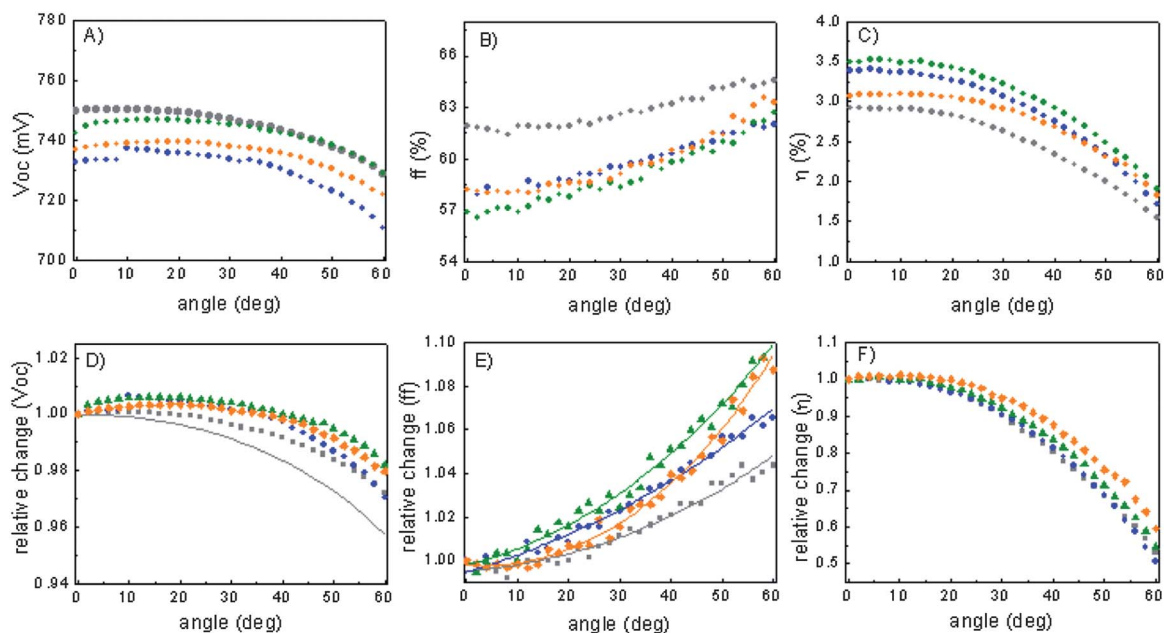 A)
Voc (mV)
780
760
740
720
700
0 10 20 30 40 50 60
angle (deg)
B)
ff (%)
66
63
60
57
54
0 10 20 30 40 50 60
angle (deg)
C)
η (%)
4.0
3.5
3.0
2.5
2.0
1.5
1.0
0 10 20 30 40 50 60
angle (deg)
D)
relative change (Voc)
1.02
1.00
0.98
0.96
0.94
0 10 20 30 40 50 60
angle (deg)
E)
relative change (ff)
1.10
1.08
1.06
1.04
1.02
1.00
0 10 20 30 40 50 60
angle (deg)
F)
relative change (η)
1.1
1.0
0.9
0.8
0.7
0.6
0.5
0 10 20 30 40 50 60
angle (deg)